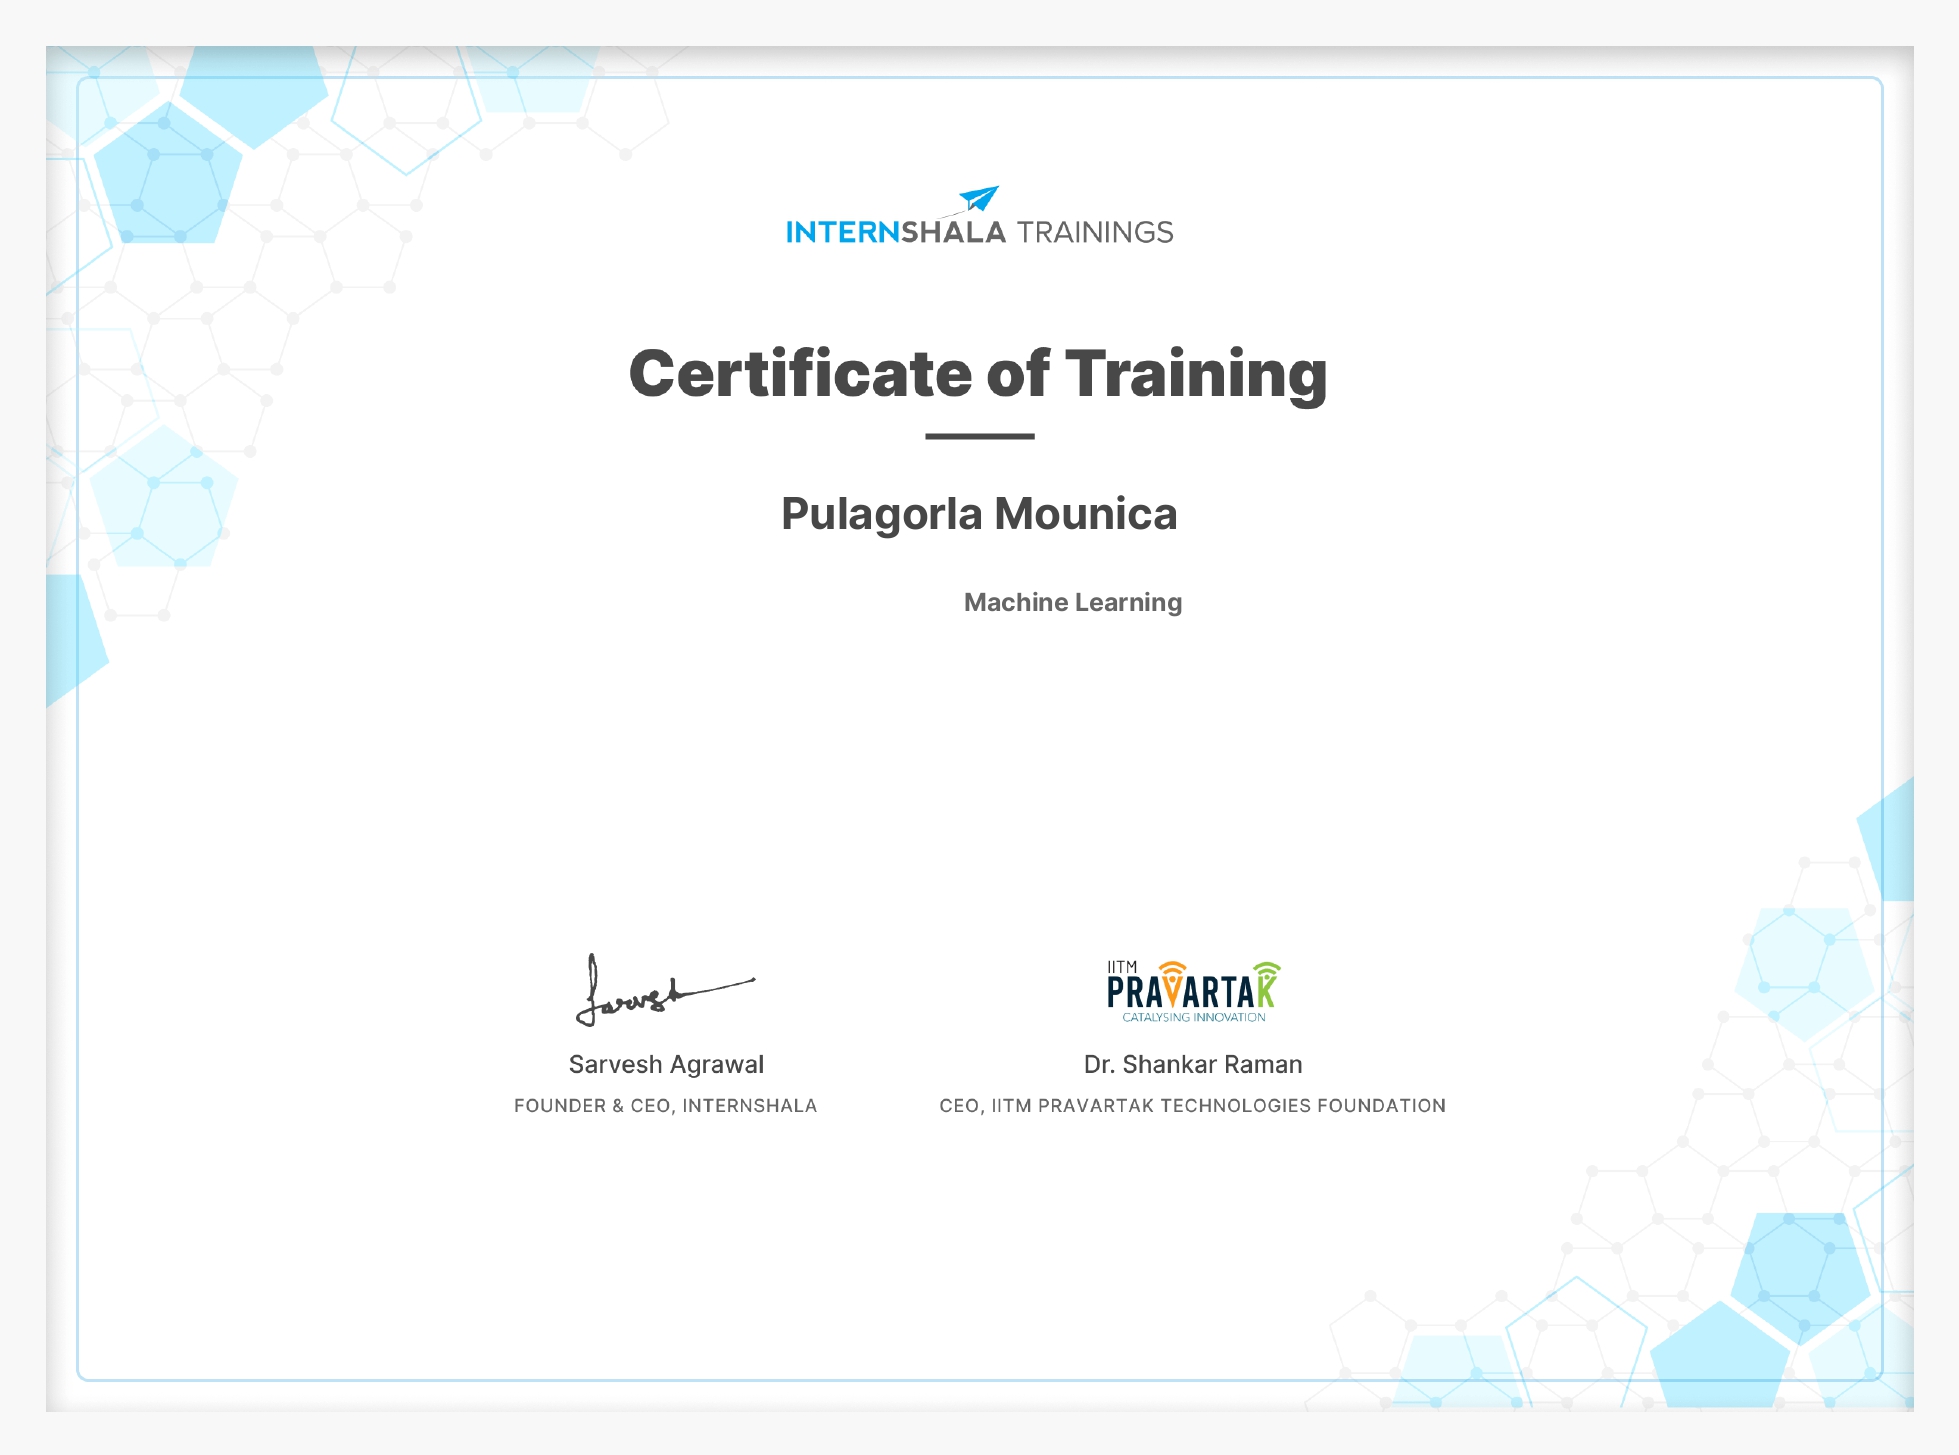 INTERNSHALA TRAININGS
Certificate of Training
Pulagorla Mounica
Machine Learning
Sarvesh
IITM
PRAVARTAK
CATALYSING INNOVATION
Sarvesh Agrawal
Dr. Shankar Raman
FOUNDER & CEO, INTERNSHALA
CEO, IITM PRAVARTAK TECHNOLOGIES FOUNDATION